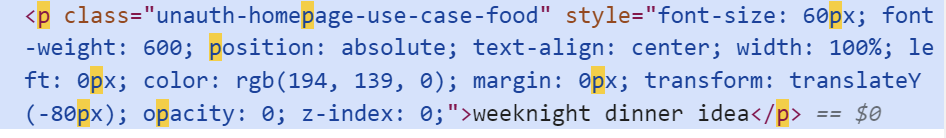 <p class="unauth-homepage-use-case-food" style="font-size: 60px; font
-weight: 600; position: absolute; text-align: center; width: 100%; le
ft: 0px; color: rgb(194, 139, 0); margin: 0px; transform: translateY
(-80px); opacity: 0; z-index: 0;">weeknight dinner idea</p> == $0